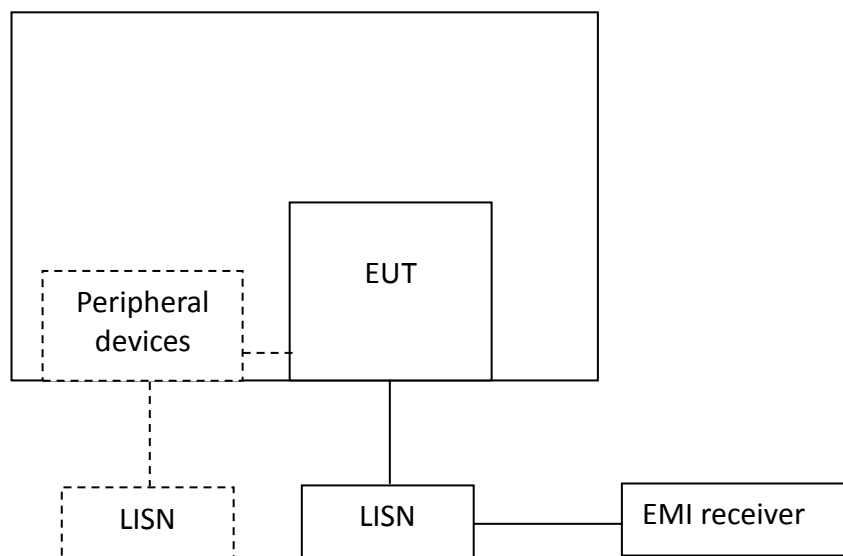 EUT
Peripheral
devices
LISN
LISN
EMI receiver